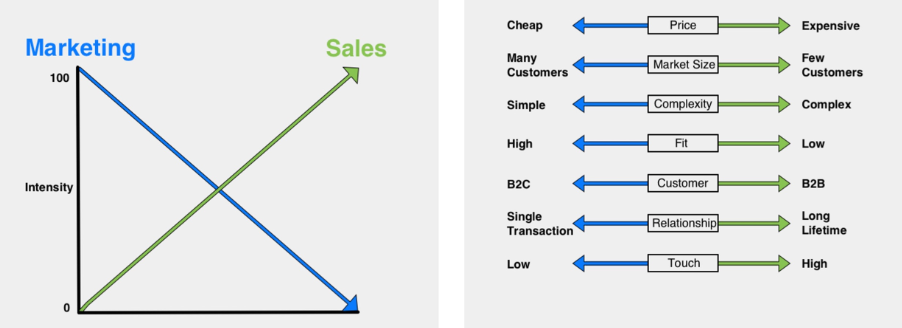 Marketing
Sales
100
Intensity
0
Cheap
Price
Expensive
Many
Customers
Market Size
Few
Customers
Simple
Complexity
Complex
High
Fit
Low
B2C
Customer
B2B
Single
Transaction
Relationship
Long
Lifetime
Low
Touch
High